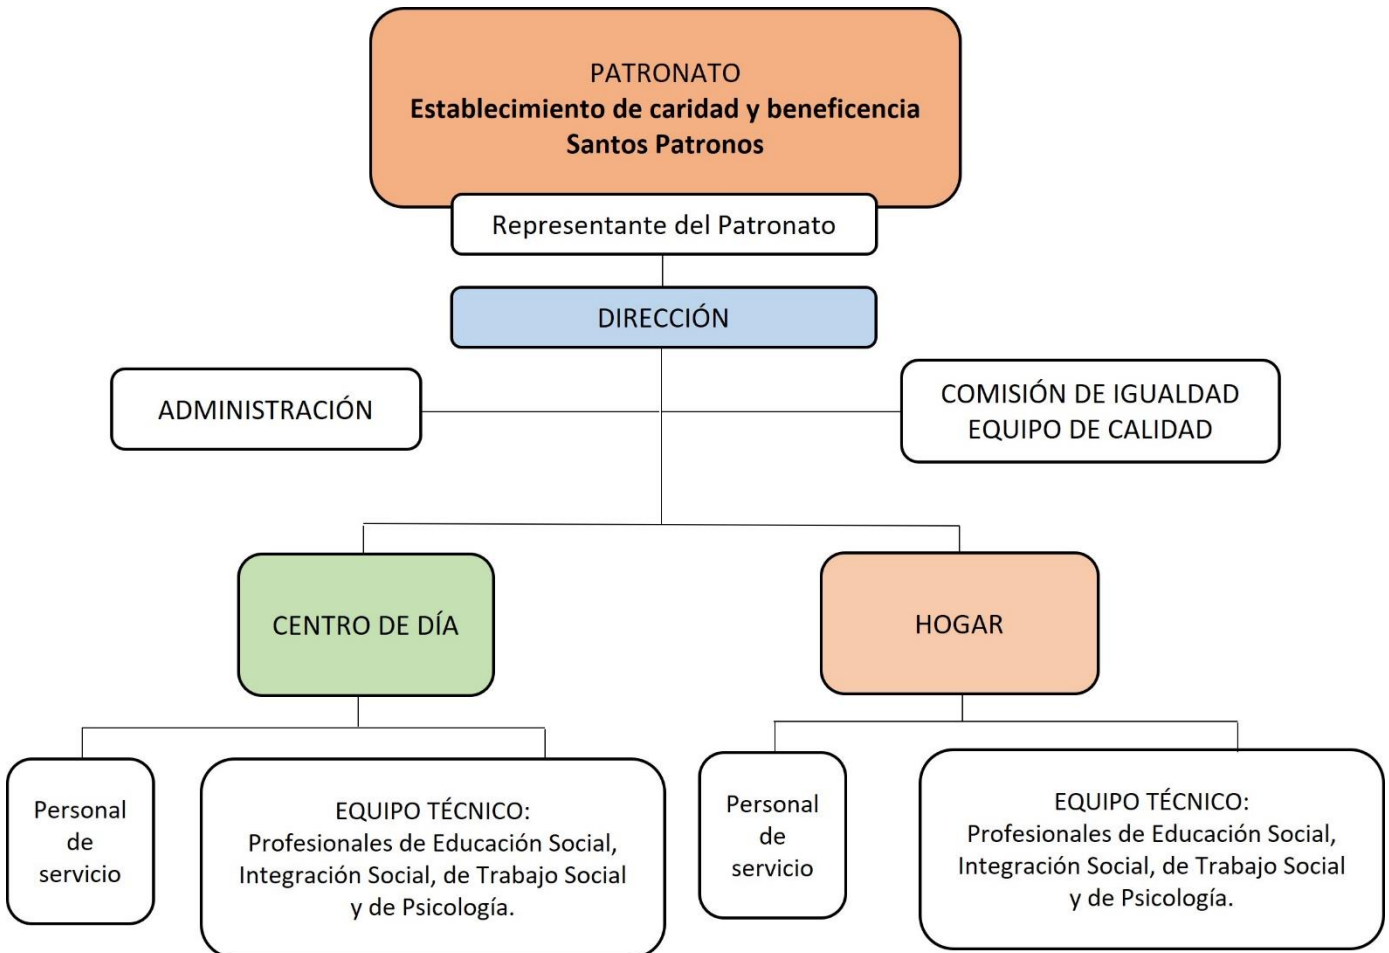 PATRONATO
Establecimiento de caridad y beneficencia
Santos Patronos
Representante del Patronato
DIRECCIÓN
ADMINISTRACIÓN
COMISIÓN DE IGUALDAD
EQUIPO DE CALIDAD
CENTRO DE DÍA
HOGAR
Personal
de
servicio
EQUIPO TÉCNICO:
Profesionales de Educación Social,
Integración Social, de Trabajo Social
y de Psicología.
Personal
de
servicio
EQUIPO TÉCNICO:
Profesionales de Educación Social,
Integración Social, de Trabajo Social
y de Psicología.